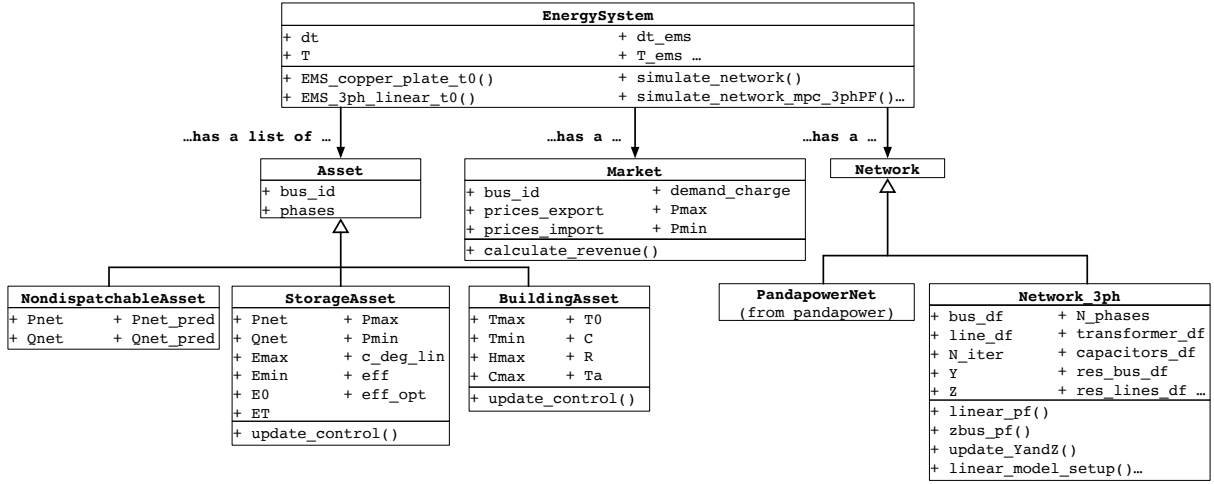 EnergySystem
+ dt + dt_ems
+ T + T_ems …
+ EMS_copper_plate_t0() + simulate_network()
+ EMS_3ph_linear_t0() + simulate_network_mpc_3phPF()…
…has a list of … …has a … …has a …
Asset
+ bus_id
+ phases
Market
+ bus_id + demand_charge
+ prices_export + Pmax
+ prices_import + Pmin
+ calculate_revenue()
Network
NondispatchableAsset
+ Pnet + Pnet_pred
+ Qnet + Qnet_pred
StorageAsset
+ Pnet + Pmax
+ Qnet + Pmin
+ Emax + c_deg_lin
+ Emin + eff
+ E0 + eff_opt
+ ET
+ update_control()
BuildingAsset
+ Tmax + T0
+ Tmin + C
+ Hmax + R
+ Cmax + Ta
+ update_control()
PandapowerNet
(from pandapower)
Network_3ph
+ bus_df + N_phases
+ line_df + transformer_df
+ N_iter + capacitors_df
+ Y + res_bus_df
+ Z + res_lines_df …
+ linear_pf()
+ zbus_pf()
+ update_YandZ()
+ linear_model_setup()…